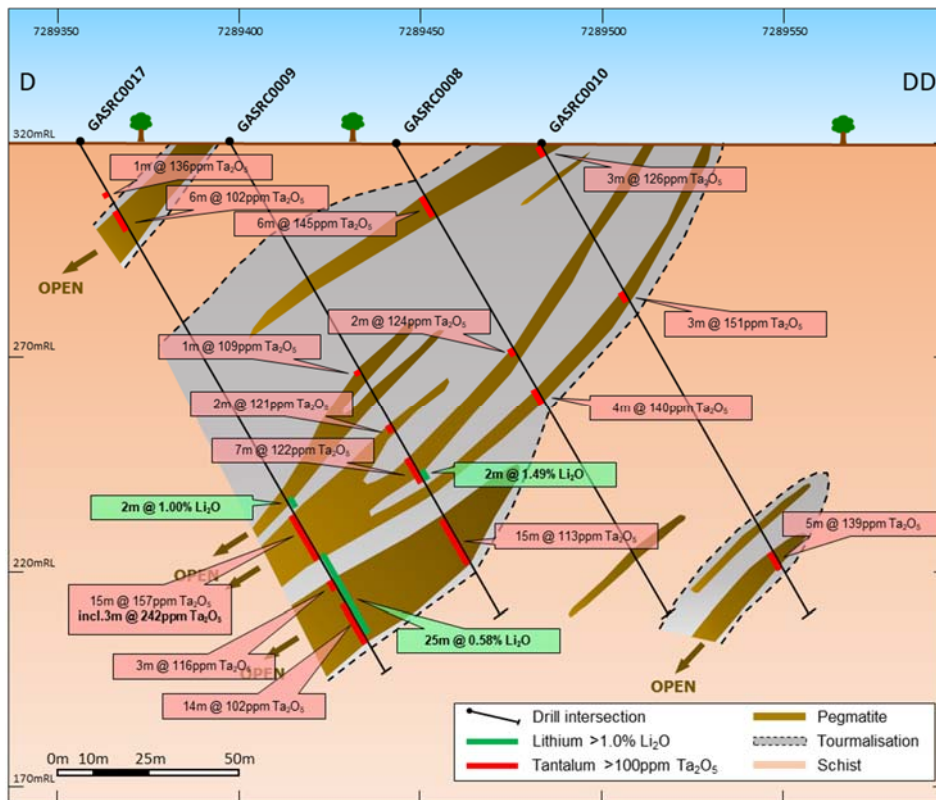 7289350
7289400
7289450
7289500
7289550
D
DD
GASRC0017
GASRC0009
GASRC0008
GASRC0010
320mRL
1m @ 136ppm Ta₂O₅
6m @ 102ppm Ta₂O₅
6m @ 145ppm Ta₂O₅
3m @ 126ppm Ta₂O₅
OPEN
2m @ 124ppm Ta₂O₅
3m @ 151ppm Ta₂O₅
1m @ 109ppm Ta₂O₅
270mRL
2m @ 121ppm Ta₂O₅
4m @ 140ppm Ta₂O₅
7m @ 122ppm Ta₂O₅
2m @ 1.49% Li₂O
2m @ 1.00% Li₂O
5m @ 139ppm Ta₂O₅
15m @ 113ppm Ta₂O₅
220mRL
OPEN
15m @ 157ppm Ta₂O₅
incl.3m @ 242ppm Ta₂O₅
25m @ 0.58% Li₂O
3m @ 116ppm Ta₂O₅
OPEN
OPEN
14m @ 102ppm Ta₂O₅
Drill intersection
Pegmatite
Lithium >1.0% Li₂O
Tourmalisation
Tantalum >100ppm Ta₂O₅
Schist
0m 10m 25m 50m
170mRL